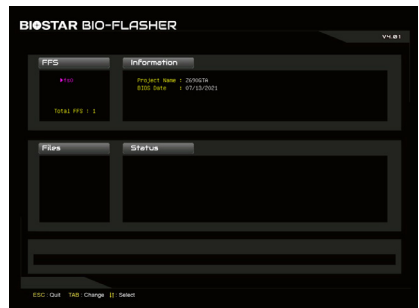 BIOSTAR BIO-FLASHER
V4.01
FFS
Information
Project Name : Z690GTA
BIOS Date : 07/13/2021
Total FFS : 1
Files
Status
ESC : Quit TAB : Change : Select